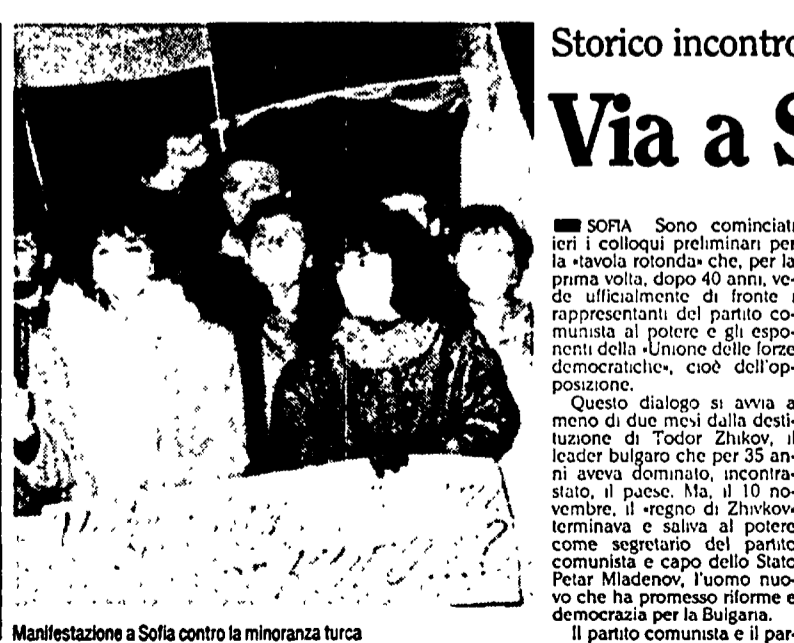 Storico incontro
Via a S
SOFIA Sono cominciati
ieri i colloqui preliminari per
la «tavola rotonda» che, per la
prima volta, dopo 40 anni, ve-
de ufficialmente di fronte i
rappresentanti del partito co-
munista al potere e gli espo-
nenti della «Unione delle forze
democratiche», cioè dell'op-
posizione.
Questo dialogo si avvia a
meno di due mesi dalla desti-
tuzione di Todor Zhikov, il
leader bulgaro che per 35 an-
ni aveva dominato, incontra-
stato, il paese. Ma, il 10 no-
vembre, il «regno di Zhivkov»
terminava e saliva al potere
come segretario del partito
comunista e capo dello Stato
Petar Mladenov, l'uomo nuo-
vo che ha promesso riforme e
democrazia per la Bulgaria.
Il partito comunista e il par-
Manifestazione a Sofia contro la minoranza turca